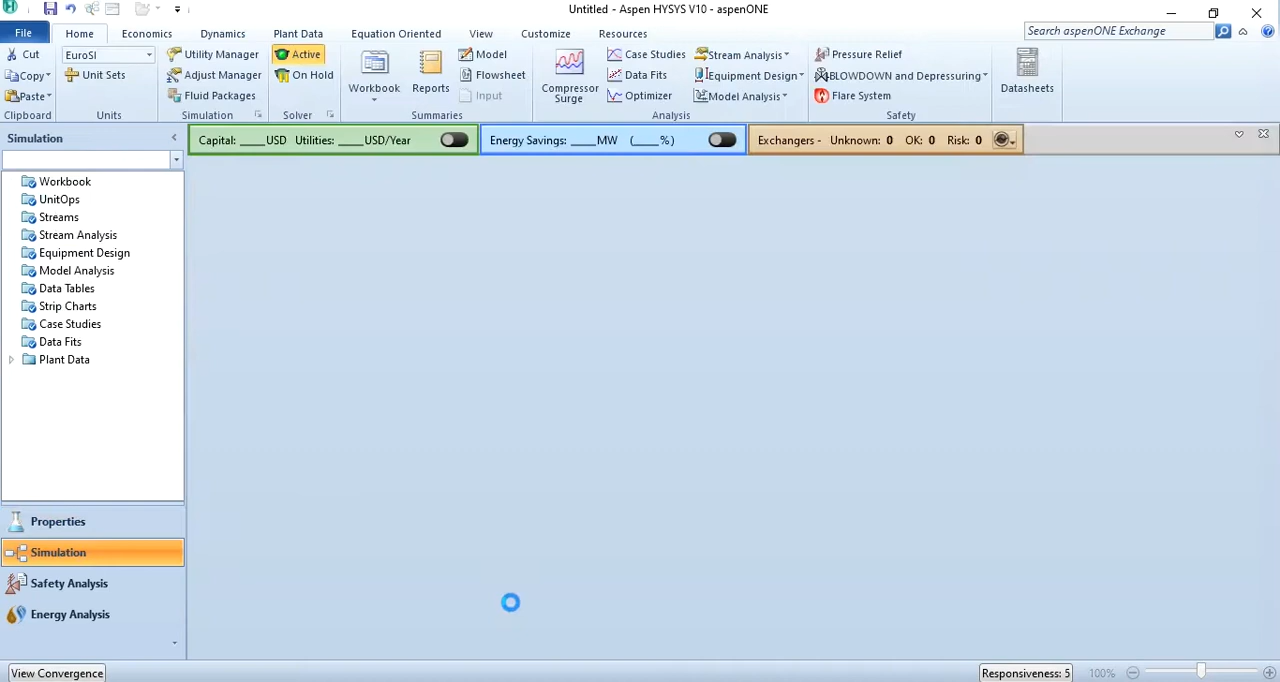 Untitled - Aspen HYSYS V10 - aspenONE
File Home Economics Dynamics Plant Data Equation Oriented View Customize Resources Search aspenONE Exchange
Cut EuroSI Utility Manager Active Model Case Studies Stream Analysis Pressure Relief
Copy Unit Sets Adjust Manager On Hold Workbook Reports Flowsheet Compressor Surge Data Fits Equipment Design BLOWDOWN and Depressuring Datasheets
Paste Fluid Packages Input Optimizer Model Analysis Flare System
Clipboard Units Simulation Solver Summaries Analysis Safety
Simulation Capital: ____USD Utilities: ____USD/Year Energy Savings: ____MW (____%) Exchangers - Unknown: 0 OK: 0 Risk: 0
Workbook
UnitOps
Streams
Stream Analysis
Equipment Design
Model Analysis
Data Tables
Strip Charts
Case Studies
Data Fits
Plant Data
Properties
Simulation
Safety Analysis
Energy Analysis
View Convergence Responsiveness: 5 100%